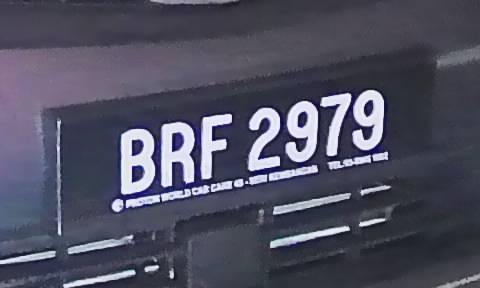 BRF 2979
PROTON WORLD CAR CARE